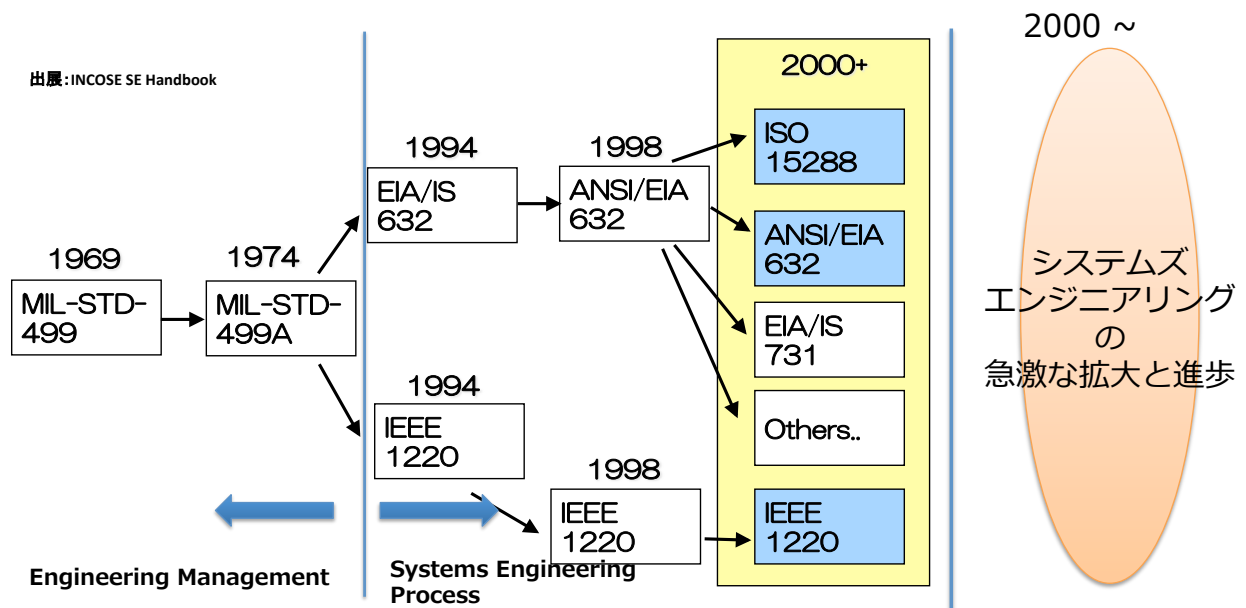 2000 ~
出展：INCOSE SE Handbook
2000+
ISO
15288
1994
EIA/IS
632
1998
ANSI/EIA
632
ANSI/EIA
632
1969
MIL-STD-
499
1974
MIL-STD-
499A
EIA/IS
731
システムズ
エンジニアリング
の
急激な拡大と進歩
1994
IEEE
1220
Others..
1998
IEEE
1220
IEEE
1220
Engineering Management
Systems Engineering
Process